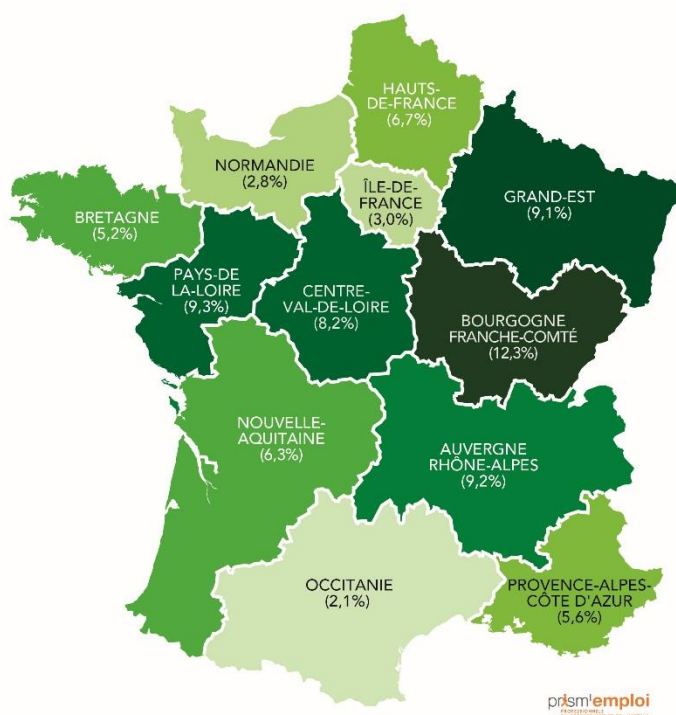 HAUTS-
DE-FRANCE
(6,7%)
NORMANDIE
(2,8%)
ÎLE-DE-
FRANCE
(3,0%)
GRAND-EST
(9,1%)
BRETAGNE
(5,2%)
PAYS-DE
LA-LOIRE
(9,3%)
CENTRE-
VAL-DE-LOIRE
(8,2%)
BOURGOGNE
FRANCHE-COMTÉ
(12,3%)
NOUVELLE-
AQUITAINE
(6,3%)
AUVERGNE
RHÔNE-ALPES
(9,2%)
OCCITANIE
(2,1%)
PROVENCE-ALPES-
CÔTE D'AZUR
(5,6%)
prism'emploi
PROFESSIONNELS